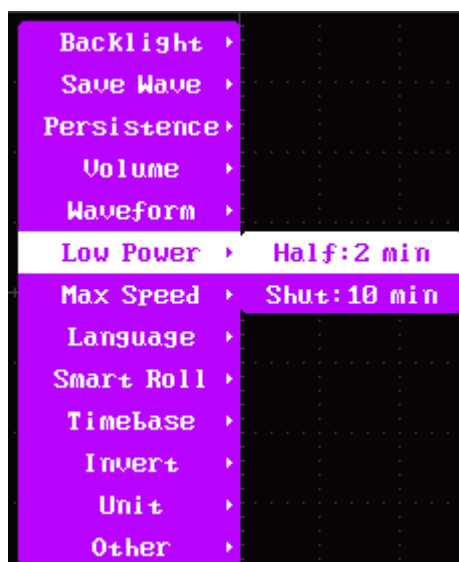 Backlight
Save Wave
Persistence
Volume
Waveform
Low Power
Half:2 min
Max Speed
Shut:10 min
Language
Smart Roll
Timebase
Invert
Unit
Other